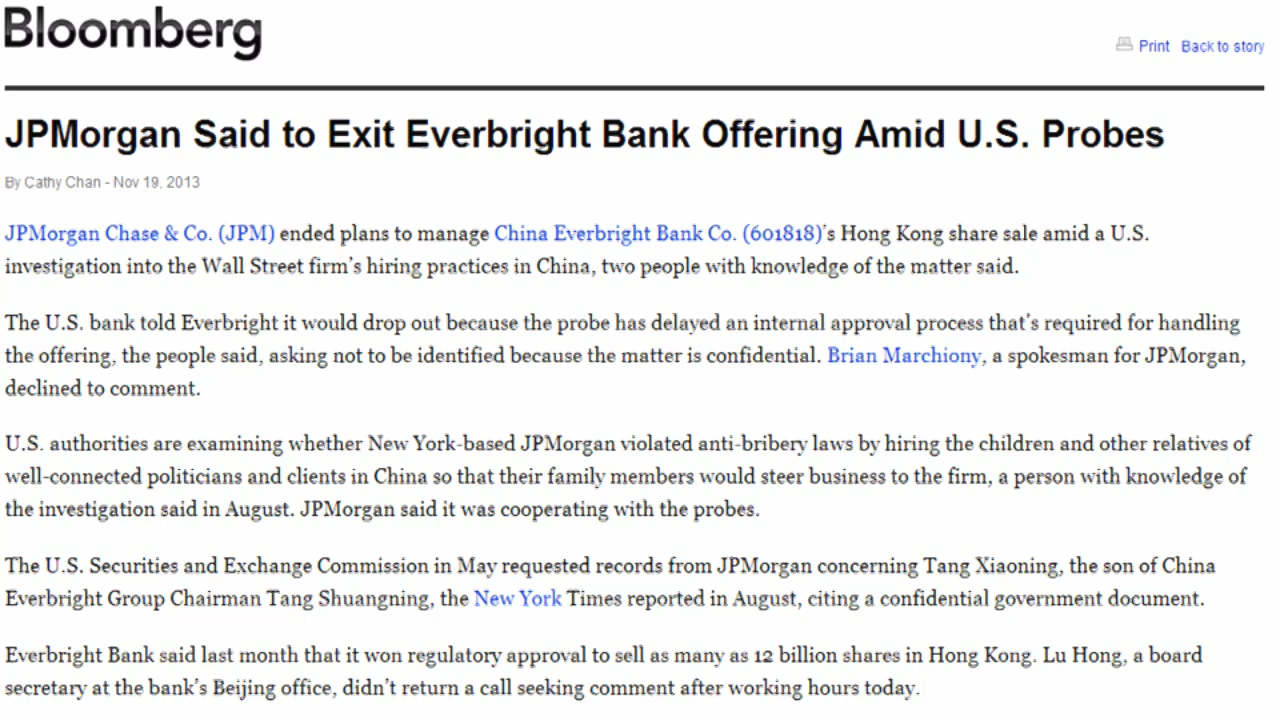 Bloomberg
Print Back to story
JPMorgan Said to Exit Everbright Bank Offering Amid U.S. Probes
By Cathy Chan - Nov 19, 2013
JPMorgan Chase & Co. (JPM) ended plans to manage China Everbright Bank Co. (601818)'s Hong Kong share sale amid a U.S.
investigation into the Wall Street firm's hiring practices in China, two people with knowledge of the matter said.
The U.S. bank told Everbright it would drop out because the probe has delayed an internal approval process that's required for handling
the offering, the people said, asking not to be identified because the matter is confidential. Brian Marchiony, a spokesman for JPMorgan,
declined to comment.
U.S. authorities are examining whether New York-based JPMorgan violated anti-bribery laws by hiring the children and other relatives of
well-connected politicians and clients in China so that their family members would steer business to the firm, a person with knowledge of
the investigation said in August. JPMorgan said it was cooperating with the probes.
The U.S. Securities and Exchange Commission in May requested records from JPMorgan concerning Tang Xiaoning, the son of China
Everbright Group Chairman Tang Shuangning, the New York Times reported in August, citing a confidential government document.
Everbright Bank said last month that it won regulatory approval to sell as many as 12 billion shares in Hong Kong. Lu Hong, a board
secretary at the bank's Beijing office, didn't return a call seeking comment after working hours today.